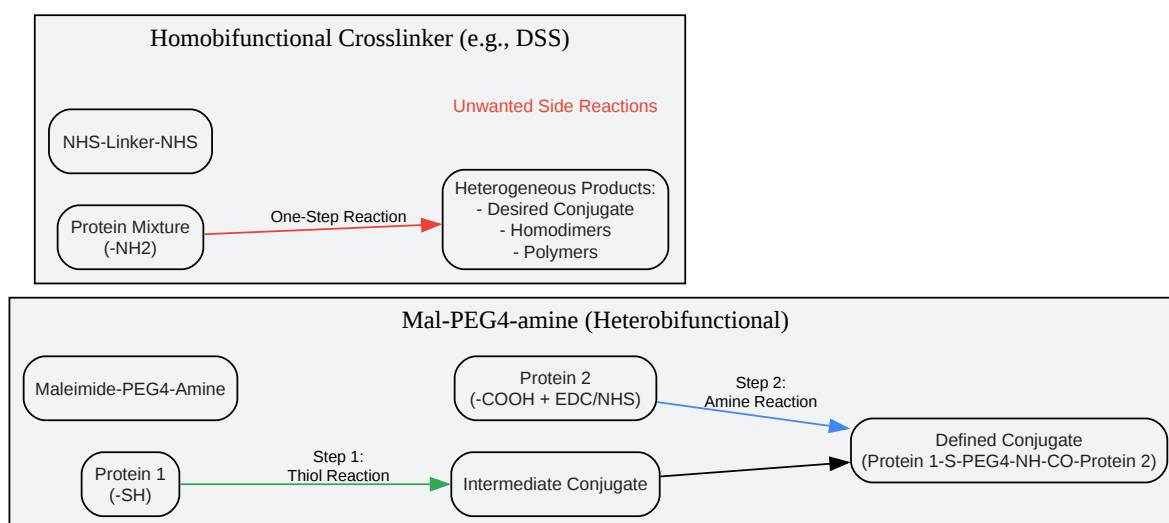 Homobifunctional Crosslinker (e.g., DSS)
Unwanted Side Reactions
NHS-Linker-NHS
Protein Mixture
(-NH2)
One-Step Reaction
Heterogeneous Products:
- Desired Conjugate
- Homodimers
- Polymers
Mal-PEG4-amine (Heterobifunctional)
Maleimide-PEG4-Amine
Protein 2
(-COOH + EDC/NHS)
Step 2:
Amine Reaction
Defined Conjugate
(Protein 1-S-PEG4-NH-CO-Protein 2)
Protein 1
(-SH)
Step 1:
Thiol Reaction
Intermediate Conjugate